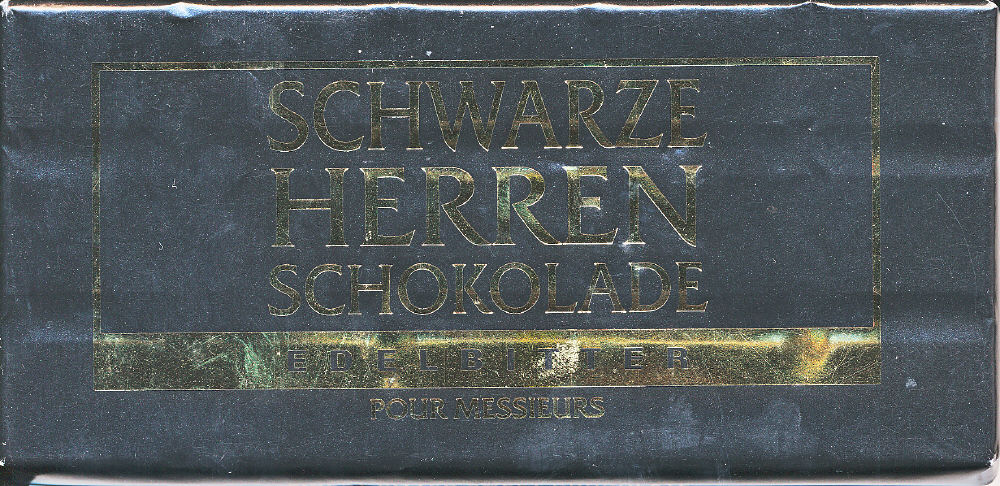 SCHWARZE
HERREN
SCHOKOLADE
EDELBITTER
POUR MESSIEURS